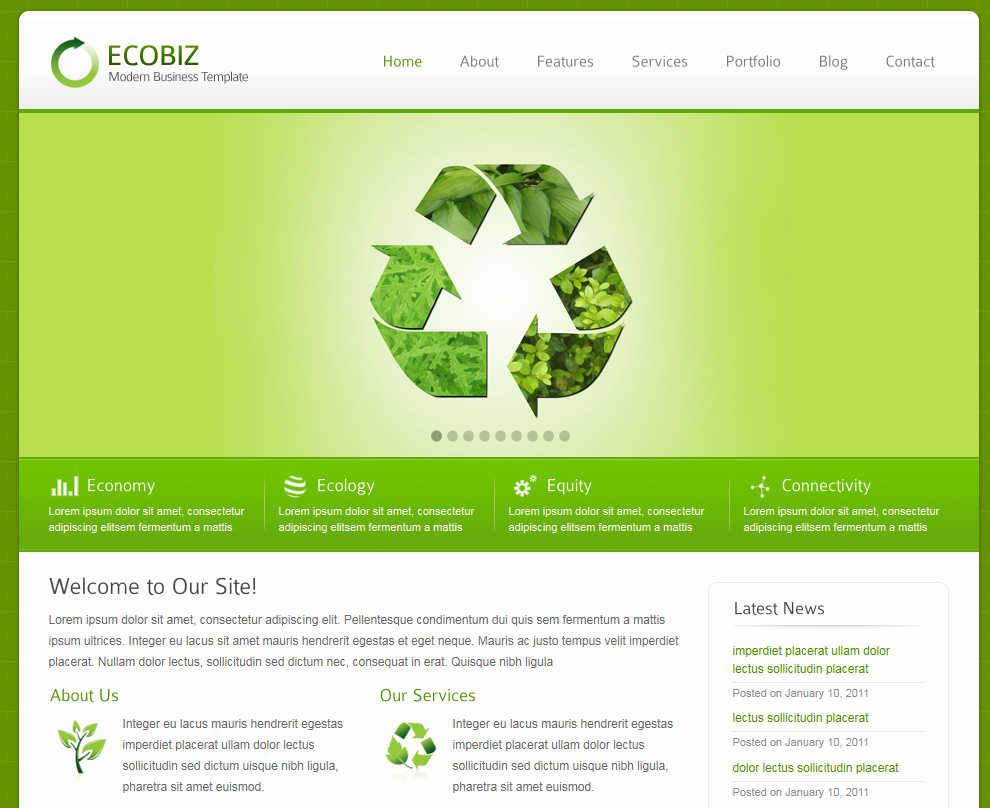 ECOBIZ
Modern Business Template
Home About Features Services Portfolio Blog Contact
Economy
Lorem ipsum dolor sit amet, consectetur
adipiscing elitsem fermentum a mattis
Ecology
Lorem ipsum dolor sit amet, consectetur
adipiscing elitsem fermentum a mattis
Equity
Lorem ipsum dolor sit amet, consectetur
adipiscing elitsem fermentum a mattis
Connectivity
Lorem ipsum dolor sit amet, consectetur
adipiscing elitsem fermentum a mattis
Welcome to Our Site!
Lorem ipsum dolor sit amet, consectetur adipiscing elit. Pellentesque condimentum dui quis sem fermentum a mattis
ipsum ultrices. Integer eu lacus sit amet mauris hendrerit egestas et eget neque. Mauris ac justo tempus velit imperdiet
placerat. Nullam dolor lectus, sollicitudin sed dictum nec, consequat in erat. Quisque nibh ligula
About Us
Integer eu lacus mauris hendrerit egestas
imperdiet placerat ullam dolor lectus
sollicitudin sed dictum uisque nibh ligula,
pharetra sit amet euismod.
Our Services
Integer eu lacus mauris hendrerit egestas
imperdiet placerat ullam dolor lectus
sollicitudin sed dictum uisque nibh ligula,
pharetra sit amet euismod.
Latest News
imperdiet placerat ullam dolor
lectus sollicitudin placerat
Posted on January 10, 2011
lectus sollicitudin placerat
Posted on January 10, 2011
dolor lectus sollicitudin placerat
Posted on January 10, 2011